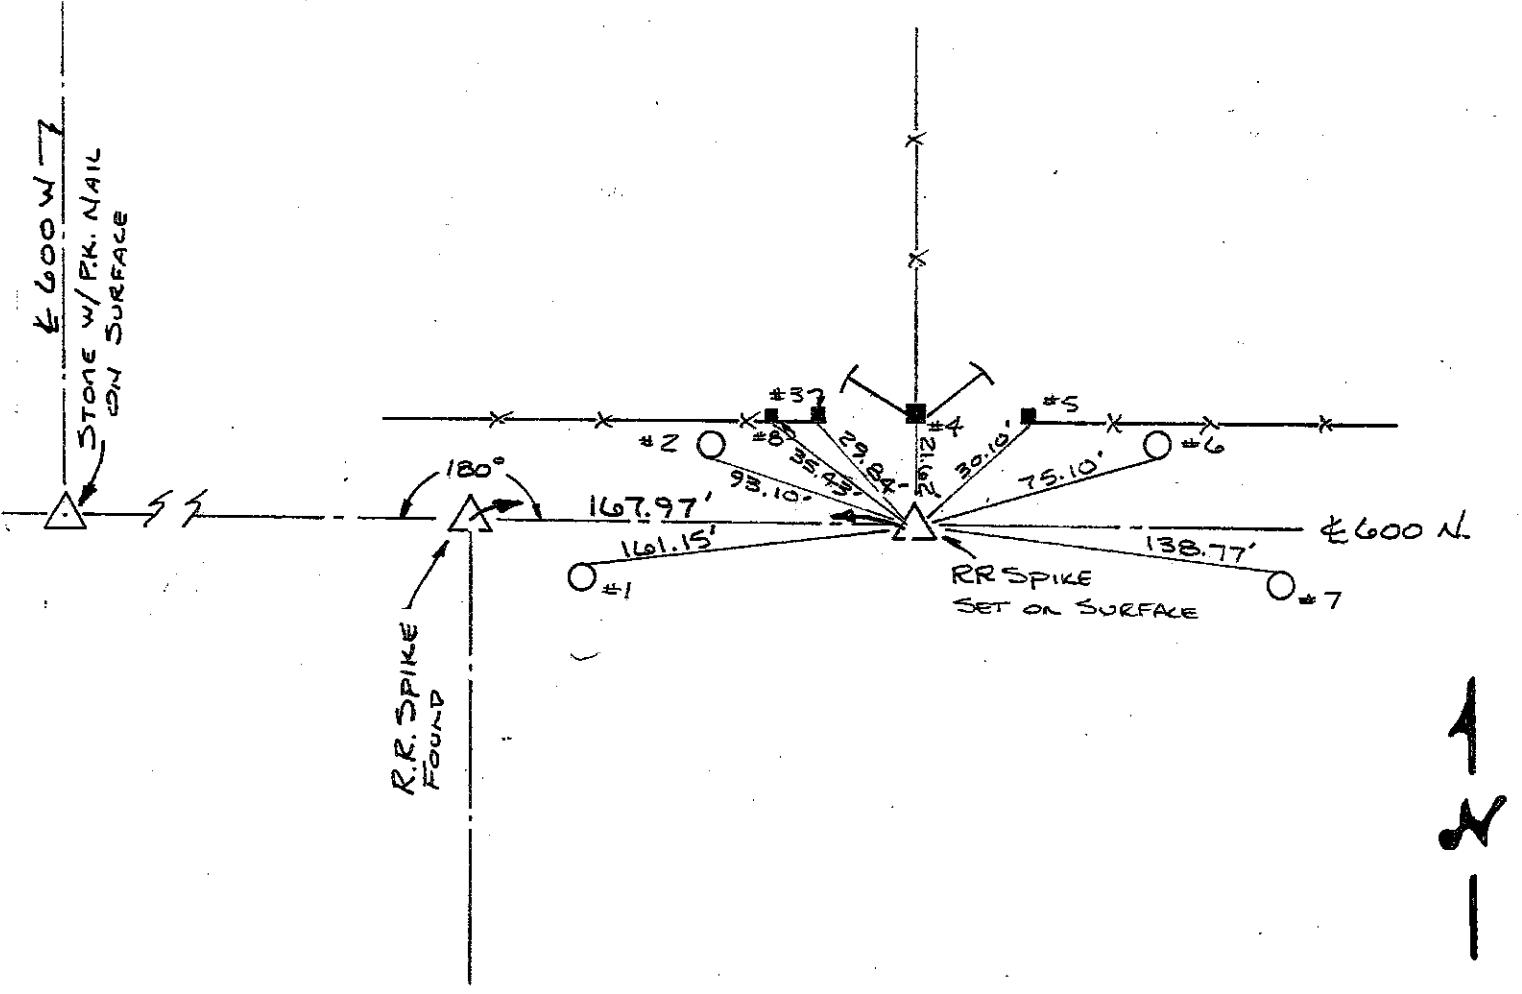 ℄ 600 W
STONE W/ P.K. NAIL
ON SURFACE
180°
R.R. SPIKE
FOUND
167.97'
161.15'
#1
#2
93.10'
#8
35.43'
#3
29.84'
#4
#5
30.10'
#6
75.10'
℄ 600 N.
138.77'
#7
RR SPIKE
SET ON SURFACE
N